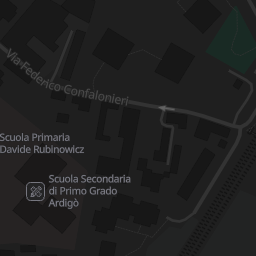 Via Federico Confalonieri
Scuola Primaria
Davide Rubinowicz
Scuola Secondaria
di Primo Grado
Ardigò